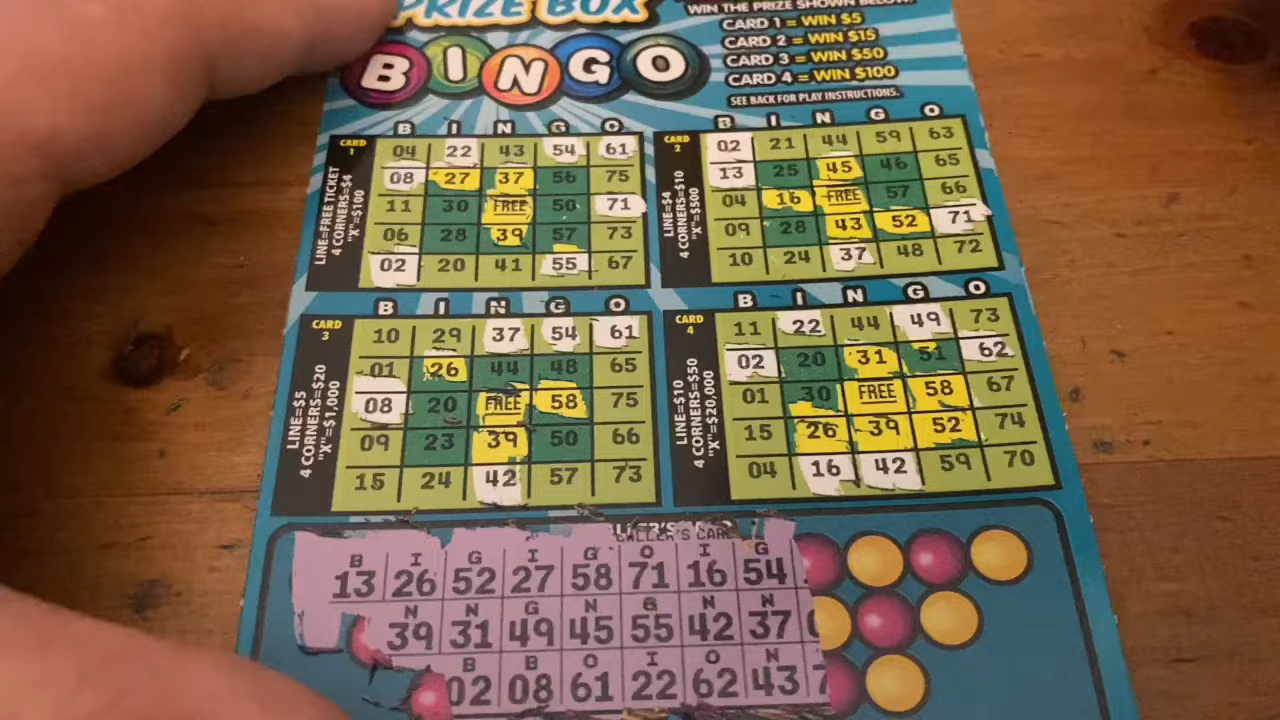 PRIZE BOX
BINGO
WIN THE PRIZE SHOWN BELOW.
CARD 1 = WIN $5
CARD 2 = WIN $15
CARD 3 = WIN $50
CARD 4 = WIN $100
SEE BACK FOR PLAY INSTRUCTIONS.
CARD 1
LINE=FREE TICKET
4 CORNERS=$4
"X"=$100
B I N G O
04 22 43 54 61
08 27 37 56 75
11 30 FREE 50 71
06 28 39 57 73
02 20 41 55 67
CARD 2
LINE=$4
4 CORNERS=$10
"X"=$500
B I N G O
02 21 44 59 63
13 25 45 46 65
04 16 FREE 57 66
09 28 43 52 71
10 24 37 48 72
CARD 3
LINE=$5
4 CORNERS=$20
"X"=$1,000
B I N G O
10 29 37 54 61
01 26 44 48 65
08 20 FREE 58 75
09 23 39 50 66
15 24 42 57 73
CARD 4
LINE=$10
4 CORNERS=$50
"X"=$20,000
B I N G O
11 22 44 49 73
02 20 31 51 62
01 30 FREE 58 67
15 26 39 52 74
04 16 42 59 70
CALLER'S CARD
B I G I G O I G
13 26 52 27 58 71 16 54
N N G N G N N
39 31 49 45 55 42 37
B B O I O N
02 08 61 22 62 43